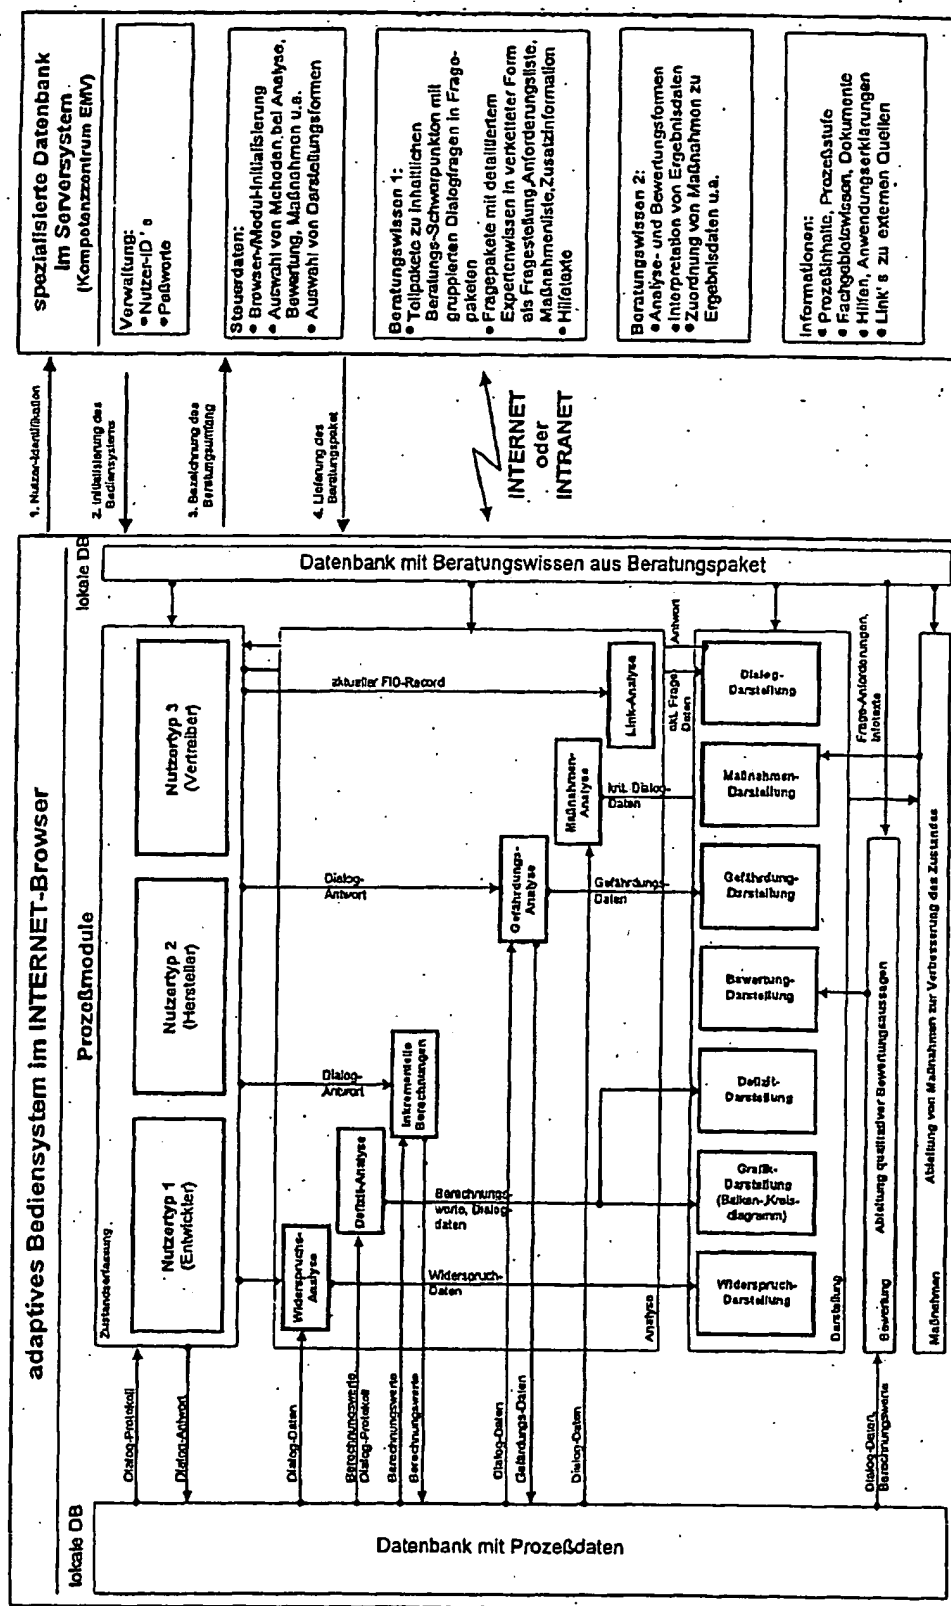 adaptives Bediensystem im INTERNET-Browser
lokale DB
Prozeßmodule
lokale DB
Datenbank mit Prozeßdaten
Dialog-Protokoll
Dialog-Antwort
Dialog-Daten
Berechnungswerte
Dialog-Protokoll
Berechnungswerte
Berechnungswerte
Dialog-Daten
Gefärdungs-Daten
Dialog-Daten
Dialog-Daten,
Berechnungswerte
Zustandserfassung
Nutzertyp 1
(Entwickler)
Nutzertyp 2
(Hersteller)
Nutzertyp 3
(Vertreiber)
Dialog-
Antwort
Dialog-
Antwort
aktueller FIO-Record
Widerspruchs-
Analyse
Defizit-Analyse
Inkrementelle
Berechnungen
Gefährdungs-
Analyse
Maßnahmen-
Analyse
Link-Analyse
Analyse
Widerspruch-
Daten
Berechnungs-
werte, Dialog-
daten
Gefährdungs-
Daten
krit. Dialog-
Daten
akt. Frage
Daten
Antwort
Widerspruch-
Darstellung
Grafik-
Darstellung
(Balken-,Kreis-
diagramm)
Defizit-
Darstellung
Bewertung-
Darstellung
Gefährdung-
Darstellung
Maßnahmen-
Darstellung
Dialog-
Darstellung
Darstellung
Frage-Anforderungen,
Infotexte
Bewertung
Ableitung qualitativer Bewertungsaussagen
Maßnahmen
Ableitung von Maßnahmen zur Verbesserung des Zustandes
Datenbank mit Beratungswissen aus Beratungspaket
1. Nutzer-Identifikation
2. Initialisierung des
Bediensystems
3. Bezeichnung des
Beratungsumfang
4. Lieferung des
Beratungspaket
INTERNET
oder
INTRANET
spezialisierte Datenbank
im Serversystem
(Kompetenzzentrum EMV)
Verwaltung:
● Nutzer-ID's
● Paßworte
Steuerdaten:
● Browser-/Modul-Initialisierung
● Auswahl von Methoden bei Analyse,
Bewertung, Maßnahmen u.a.
● Auswahl von Darstellungsformen
Beratungswissen 1:
● Teilpakete zu inhaltlichen
Beratungs-Schwerpunkten mit
gruppierten Dialogfragen in Frage-
paketen
● Fragepakete mit detailliertem
Expertenwissen in verketteter Form
als Fragestellung Anforderungsliste,
Maßnahmenliste,Zusatzinformation
● Hilfetexte
Beratungswissen 2:
● Analyse- und Bewertungsformen
● Interpretation von Ergebnisdaten
● Zuordnung von Maßnahmen zu
Ergebnisdaten u.a.
Informationen:
● Prozeßinhalte, Prozeßstufe
● Fachgebietswissen, Dokumente
● Hilfen, Anwendungserklärungen
● Link's zu externen Quellen